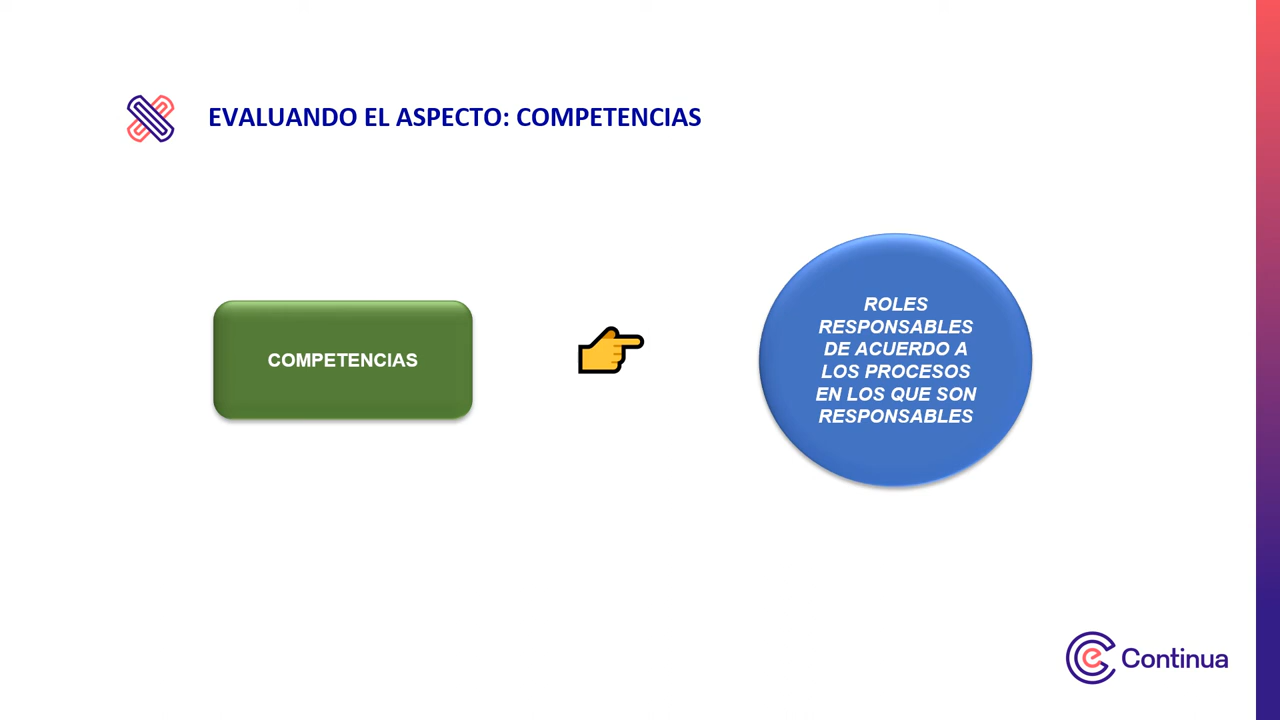 EVALUANDO EL ASPECTO: COMPETENCIAS
COMPETENCIAS
ROLES
RESPONSABLES
DE ACUERDO A
LOS PROCESOS
EN LOS QUE SON
RESPONSABLES
e Continua